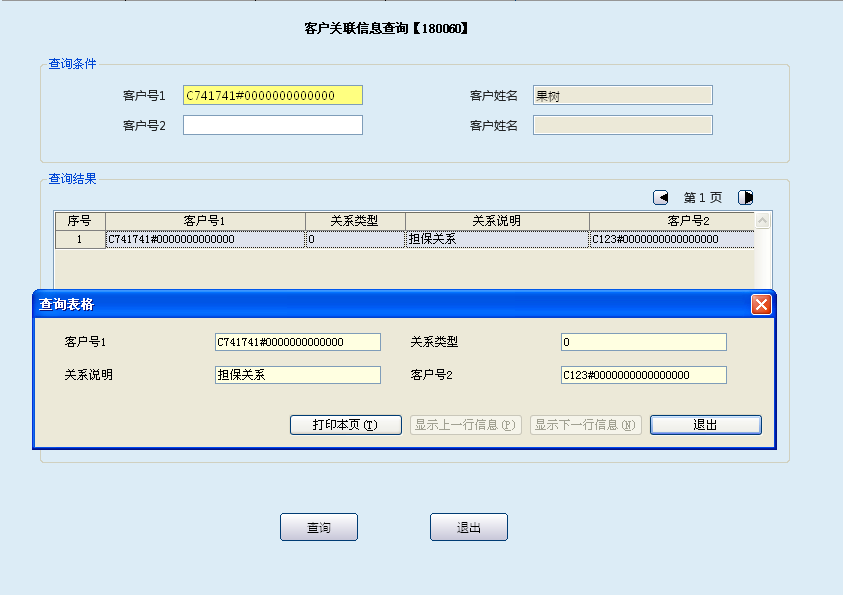 客户关联信息查询【180060】
查询条件
客户号1 C741741#0000000000000 客户姓名 果树
客户号2 客户姓名
查询结果
第 1 页
序号 客户号1 关系类型 关系说明 客户号2
1 C741741#0000000000000 0 担保关系 C123#0000000000000000
查询表格
客户号1 C741741#0000000000000 关系类型 0
关系说明 担保关系 客户号2 C123#0000000000000000
打印本页(T) 显示上一行信息(P) 显示下一行信息(N) 退出
查询 退出